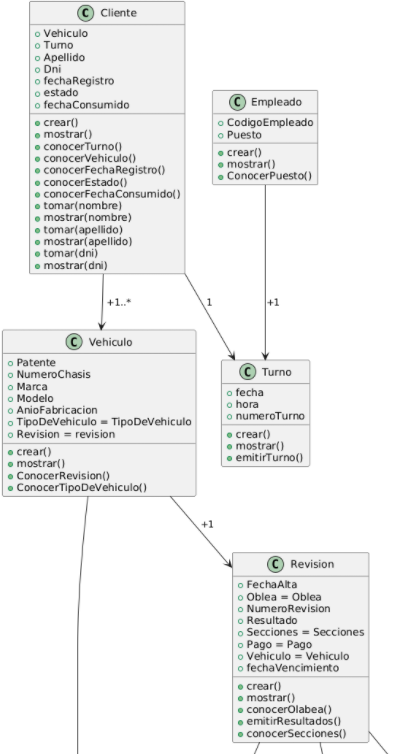 C Cliente
Vehiculo
Turno
Apellido
Dni
fechaRegistro
estado
fechaConsumido
crear()
mostrar()
conocerTurno()
conocerVehiculo()
conocerFechaRegistro()
conocerEstado()
conocerFechaConsumido()
tomar(nombre)
mostrar(nombre)
tomar(apellido)
mostrar(apellido)
tomar(dni)
mostrar(dni)
C Empleado
CodigoEmpleado
Puesto
crear()
mostrar()
ConocerPuesto()
+1..*
1
+1
C Vehiculo
Patente
NumeroChasis
Marca
Modelo
AnioFabricacion
TipoDeVehiculo = TipoDeVehiculo
Revision = revision
crear()
mostrar()
ConocerRevision()
ConocerTipoDeVehiculo()
C Turno
fecha
hora
numeroTurno
crear()
mostrar()
emitirTurno()
+1
C Revision
FechaAlta
Oblea = Oblea
NumeroRevision
Resultado
Secciones = Secciones
Pago = Pago
Vehiculo = Vehiculo
fechaVencimiento
crear()
mostrar()
conocerOlabea()
emitirResultados()
conocerSecciones()